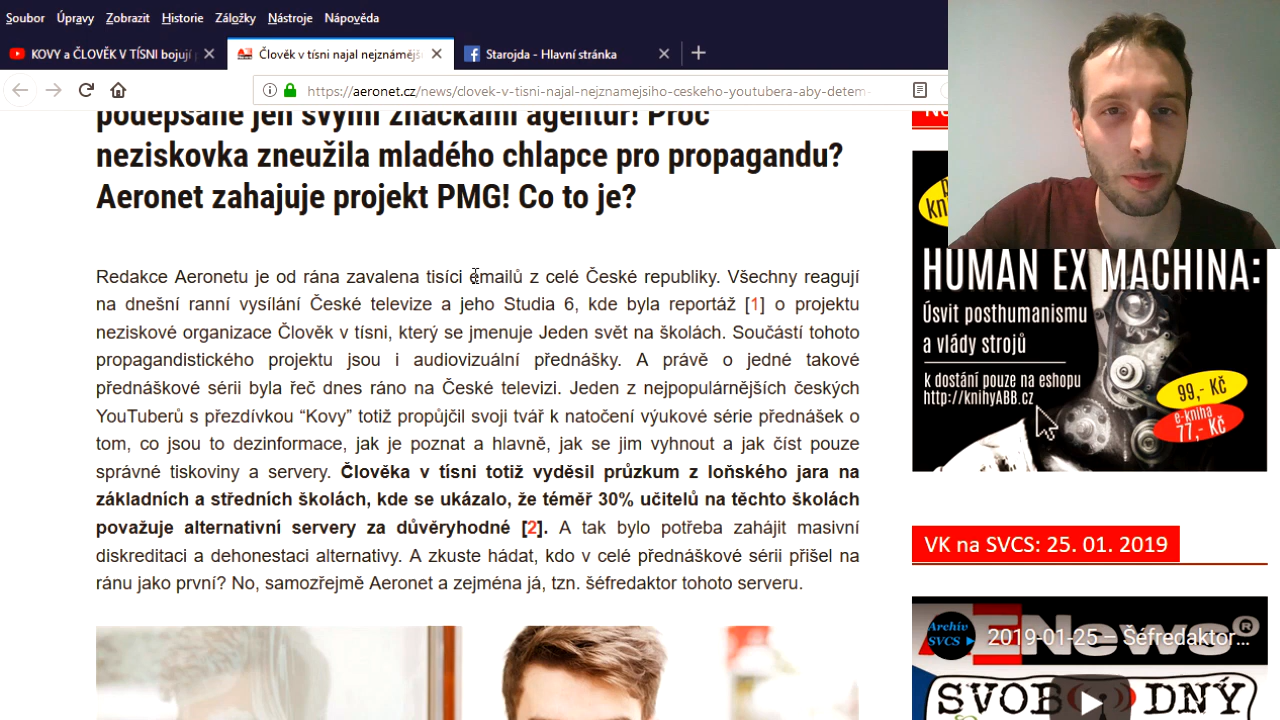 Soubor Úpravy Zobrazit Historie Záložky Nástroje Nápověda
KOVY a ČLOVĚK V TÍSNI bojují
Člověk v tísni najal nejznámějš
Starojda - Hlavní stránka
https://aeronet.cz/news/clovek-v-tisni-najal-nejznamejsiho-ceskeho-youtubera-aby-detem-
podepsané jen svými značkami agentur! Proč
neziskovka zneužila mladého chlapce pro propagandu?
Aeronet zahajuje projekt PMG! Co to je?
Redakce Aeronetu je od rána zavalena tisíci emailů z celé České republiky. Všechny reagují
na dnešní ranní vysílání České televize a jeho Studia 6, kde byla reportáž [1] o projektu
neziskové organizace Člověk v tísni, který se jmenuje Jeden svět na školách. Součástí tohoto
propagandistického projektu jsou i audiovizuální přednášky. A právě o jedné takové
přednáškové sérii byla řeč dnes ráno na České televizi. Jeden z nejpopulárnějších českých
YouTuberů s přezdívkou “Kovy” totiž propůjčil svoji tvář k natočení výukové série přednášek o
tom, co jsou to dezinformace, jak je poznat a hlavně, jak se jim vyhnout a jak číst pouze
správné tiskoviny a servery. Člověka v tísni totiž vyděsil průzkum z loňského jara na
základních a středních školách, kde se ukázalo, že téměř 30% učitelů na těchto školách
považuje alternativní servery za důvěryhodné [2]. A tak bylo potřeba zahájit masivní
diskreditaci a dehonestaci alternativy. A zkuste hádat, kdo v celé přednáškové sérii přišel na
ránu jako první? No, samozřejmě Aeronet a zejména já, tzn. šéfredaktor tohoto serveru.
HUMAN EX MACHINA:
Úsvit posthumanismu
a vlády strojů
k dostání pouze na eshopu
http://knihyABB.cz
99,- Kč
e-kniha
77,- Kč
VK na SVCS: 25. 01. 2019
Archív
SVCS
2019-01-25 – Šéfredaktor...
AENews®
SVOBODNÝ